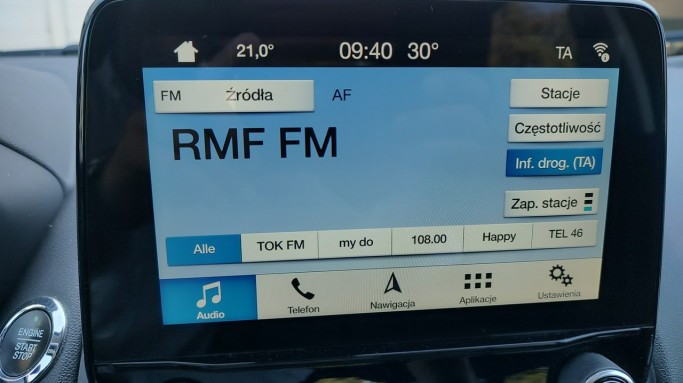 21,0° 09:40 30° TA
FM Źródła AF Stacje
RMF FM
Częstotliwość
Inf. drog. (TA)
Zap. stacje
Alle TOK FM my do 108.00 Happy TEL 46
Audio Telefon Nawigacja Aplikacje Ustawienia
ENGINE
START
STOP